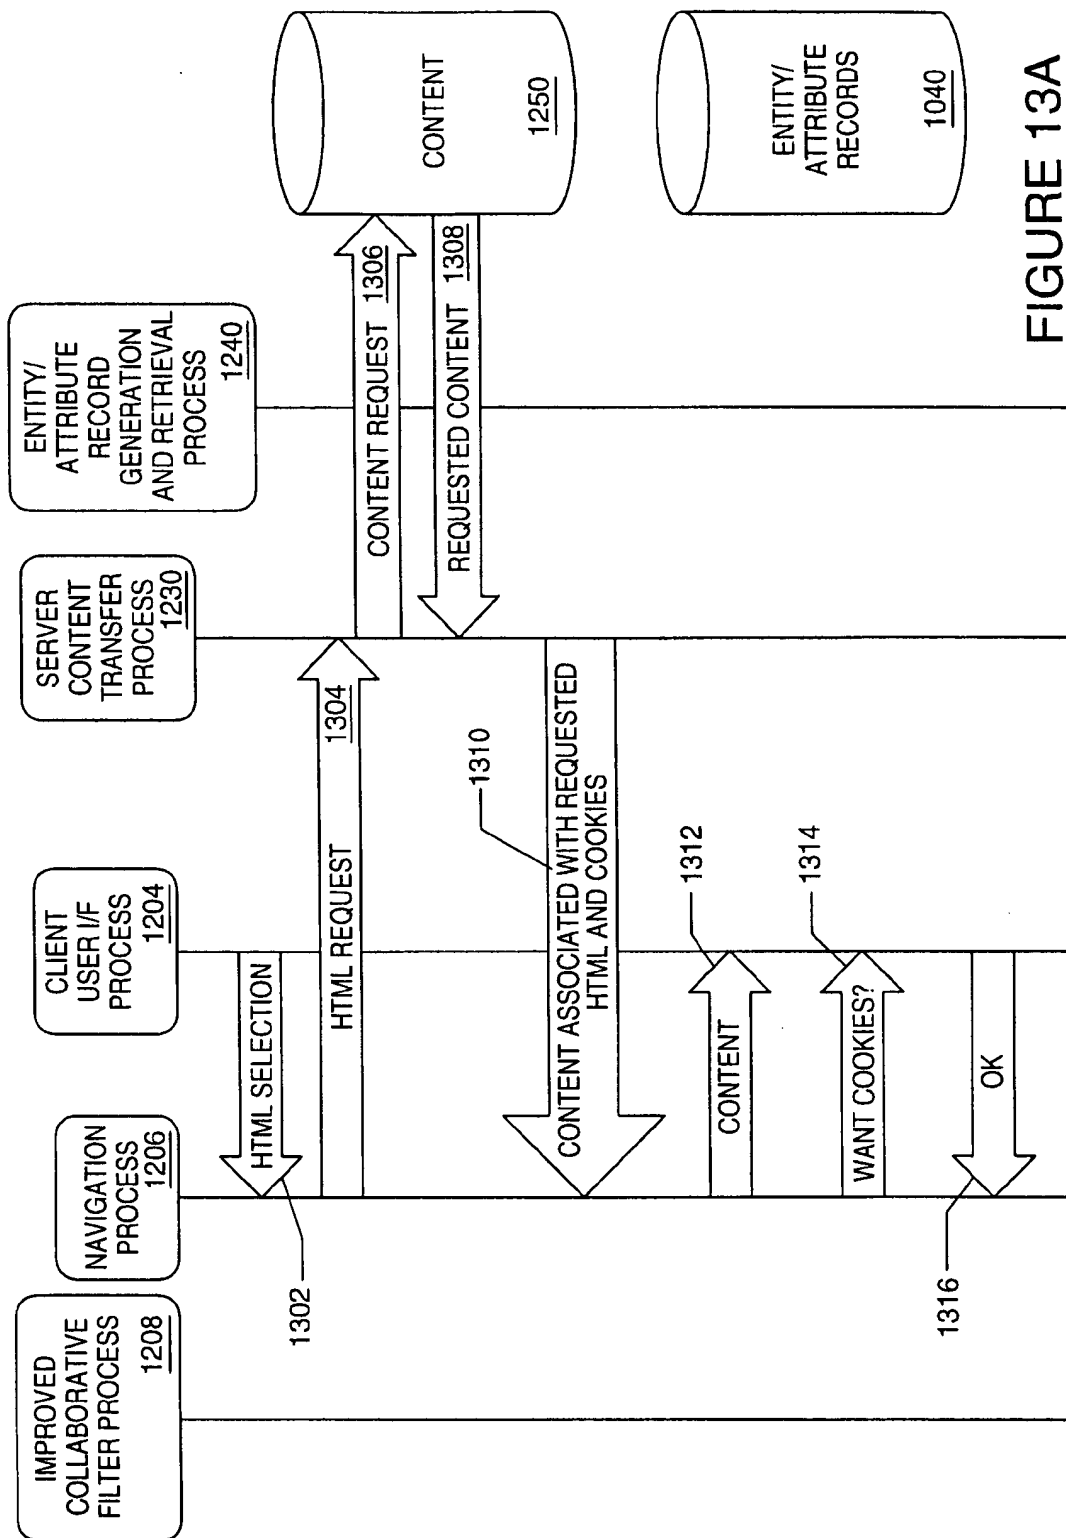 IMPROVED
COLLABORATIVE
FILTER PROCESS
1208
NAVIGATION
PROCESS
1206
CLIENT
USER I/F
PROCESS
1204
SERVER
CONTENT
TRANSFER
PROCESS
1230
ENTITY/
ATTRIBUTE
RECORD
GENERATION
AND RETRIEVAL
PROCESS
1240
HTML SELECTION
1302
HTML REQUEST
1304
CONTENT REQUEST
1306
REQUESTED CONTENT
1308
CONTENT
1250
1310
CONTENT ASSOCIATED WITH REQUESTED
HTML AND COOKIES
CONTENT
1312
WANT COOKIES?
1314
OK
1316
ENTITY/
ATTRIBUTE
RECORDS
1040
FIGURE 13A